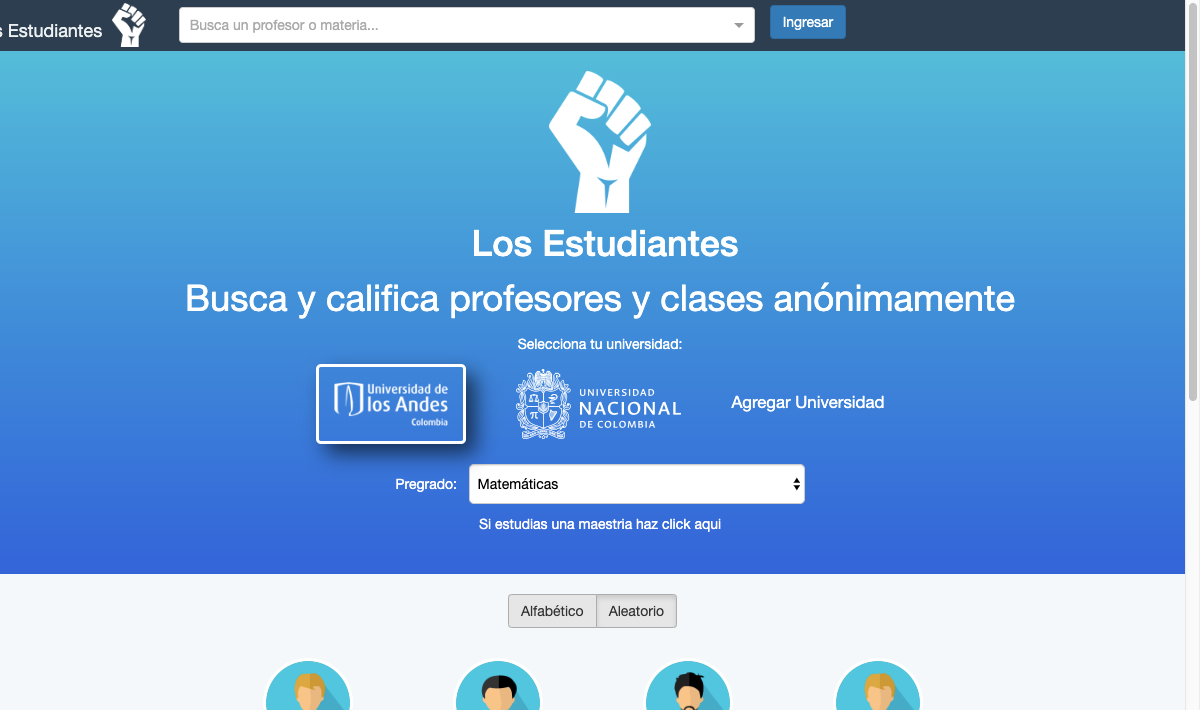 Estudiantes
Busca un profesor o materia...
Ingresar
Los Estudiantes
Busca y califica profesores y clases anónimamente
Selecciona tu universidad:
Universidad de
los Andes
Colombia
UNIVERSIDAD
NACIONAL
DE COLOMBIA
Agregar Universidad
Pregrado:
Matemáticas
Si estudias una maestria haz click aqui
Alfabético
Aleatorio